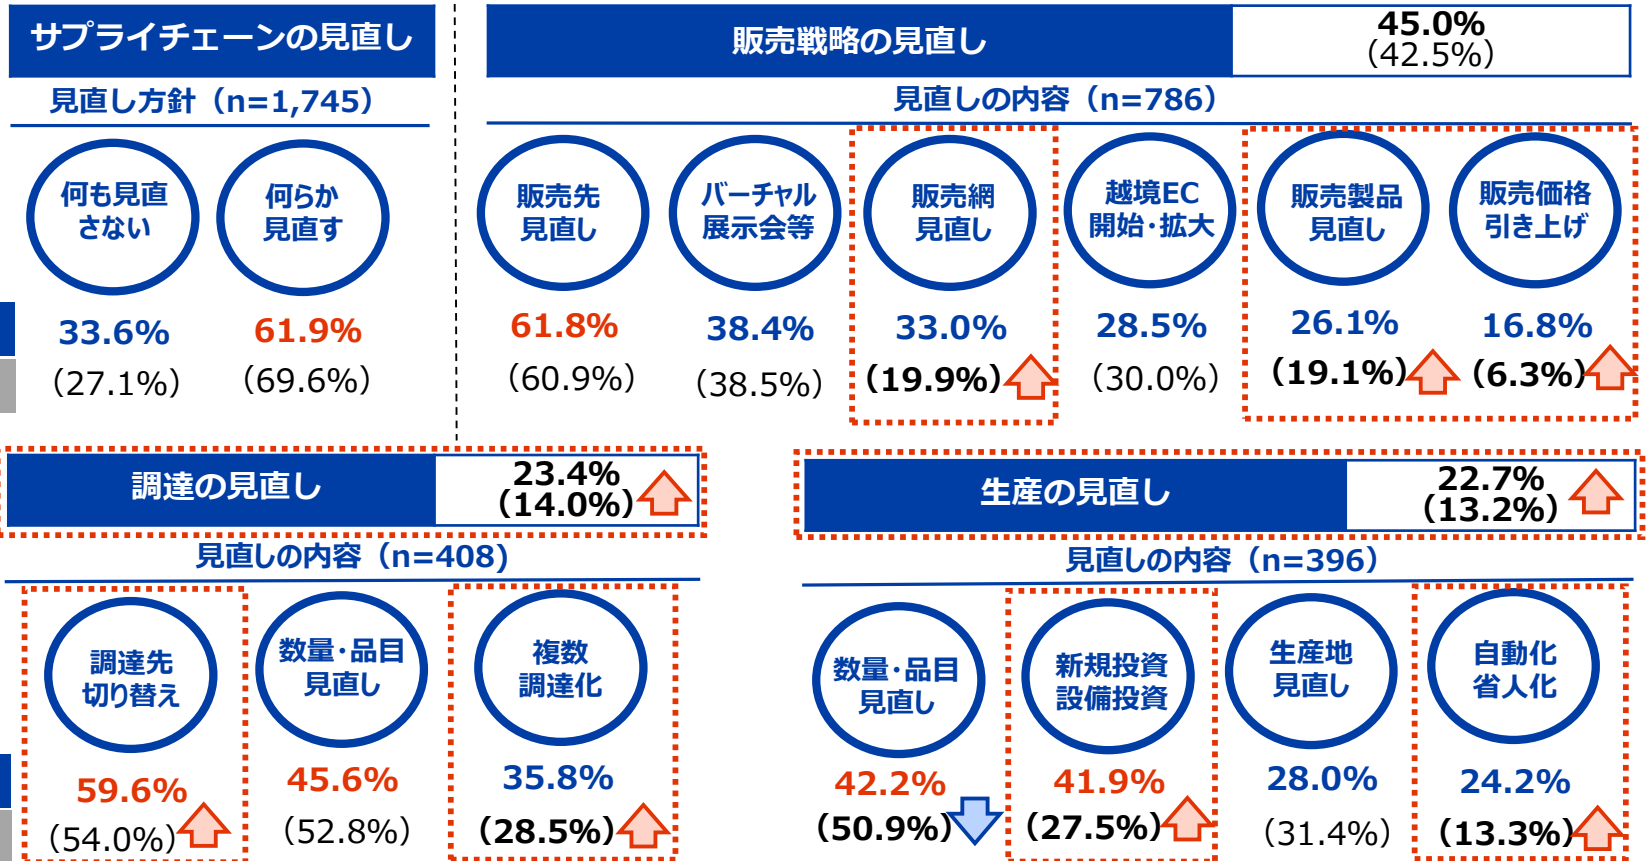 サプライチェーンの見直し
見直し方針（n=1,745）
何も見直
さない
何らか
見直す
33.6%
61.9%
（27.1%）
（69.6%）
販売戦略の見直し
45.0%
（42.5%）
見直しの内容（n=786）
販売先
見直し
バーチャル
展示会等
販売網
見直し
越境EC
開始・拡大
販売製品
見直し
販売価格
引き上げ
61.8%
38.4%
33.0%
28.5%
26.1%
16.8%
（60.9%）
（38.5%）
（19.9%）
（30.0%）
（19.1%）
（6.3%）
調達の見直し
23.4%
（14.0%）
見直しの内容（n=408)
調達先
切り替え
数量・品目
見直し
複数
調達化
59.6%
45.6%
35.8%
（54.0%）
（52.8%）
（28.5%）
生産の見直し
22.7%
（13.2%）
見直しの内容（n=396）
数量・品目
見直し
新規投資
設備投資
生産地
見直し
自動化
省人化
42.2%
41.9%
28.0%
24.2%
（50.9%）
（27.5%）
（31.4%）
（13.3%）